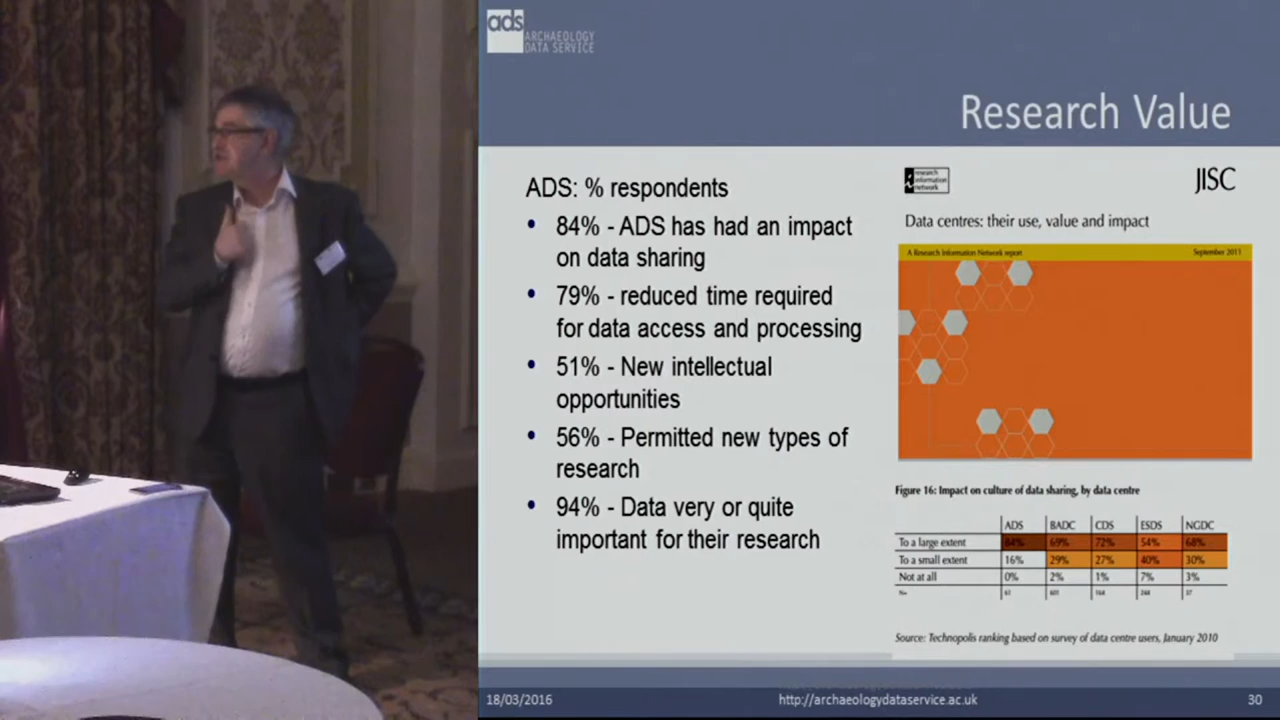 ads
ARCHAEOLOGY
DATA SERVICE
Research Value
ADS: % respondents
• 84% - ADS has had an impact
on data sharing
• 79% - reduced time required
for data access and processing
• 51% - New intellectual
opportunities
• 56% - Permitted new types of
research
• 94% - Data very or quite
important for their research
research
information
network
JISC
Data centres: their use, value and impact
A Research Information Network report September 2011
Figure 16: Impact on culture of data sharing, by data centre
ADS BADC CDS ESDS NGDC
To a large extent 84% 69% 72% 54% 68%
To a small extent 16% 29% 27% 40% 30%
Not at all 0% 2% 1% 7% 3%
N=
Source: Technopolis ranking based on survey of data centre users, January 2010
18/03/2016 http://archaeologydataservice.ac.uk 30